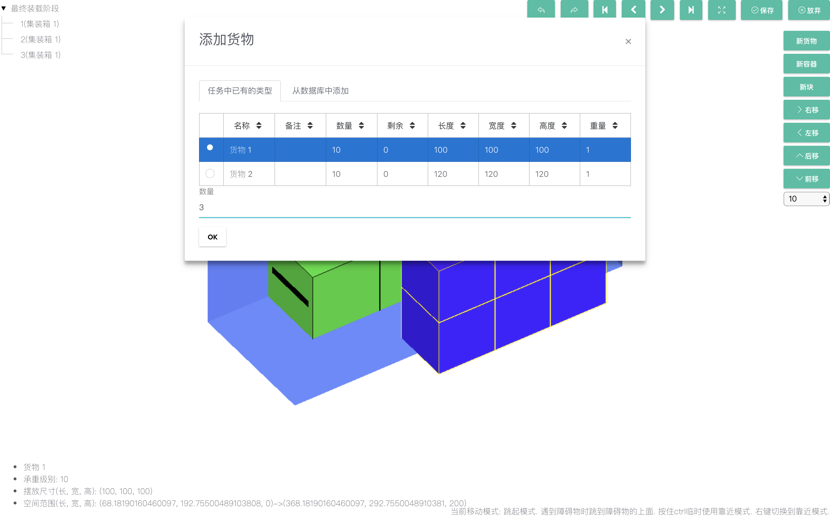 最终装载阶段
1(集装箱 1)
2(集装箱 1)
3(集装箱 1)
保存
放弃
添加货物
×
任务中已有的类型 从数据库中添加
名称 备注 数量 剩余 长度 宽度 高度 重量
货物 1 10 0 100 100 100 1
货物 2 10 0 120 120 120 1
数量
3
OK
新货物
新容器
新块
右移
左移
后移
前移
10
货物 1
承重级别: 10
摆放尺寸(长, 宽, 高): (100, 100, 100)
空间范围(长, 宽, 高): (68.18190160460097, 192.75500489103808, 0)–>(368.18190160460097, 292.7550048910381, 200)
当前移动模式: 跳起模式. 遇到障碍物时跳到障碍物的上面. 按住ctrl临时使用靠近模式. 右键切换到靠近模式.